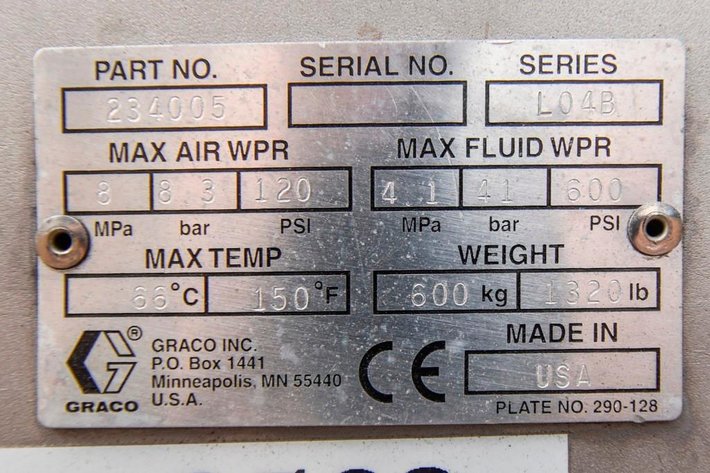 PART NO. SERIAL NO. SERIES
234005 L04B
MAX AIR WPR MAX FLUID WPR
8 8 3 120 4 1 41 600
MPa bar PSI MPa bar PSI
MAX TEMP WEIGHT
66°C 150°F 600 kg 1320 lb
MADE IN
USA
GRACO INC.
P.O. Box 1441
Minneapolis, MN 55440
U.S.A.
CE
®
GRACO
PLATE NO. 290-128